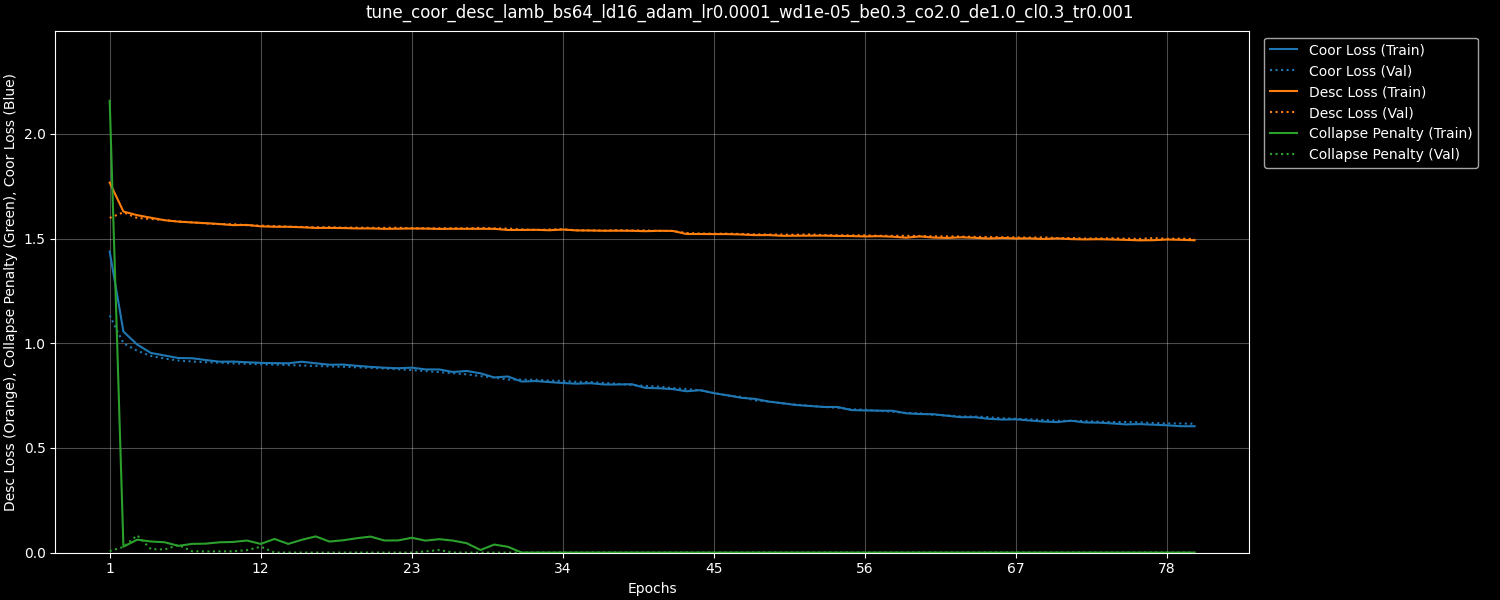 tune_coor_desc_lamb_bs64_ld16_adam_lr0.0001_wd1e-05_be0.3_co2.0_de1.0_cl0.3_tr0.001
Desc Loss (Orange), Collapse Penalty (Green), Coor Loss (Blue)
2.0
1.5
1.0
0.5
0.0
1 12 23 34 45 56 67 78
Epochs
Coor Loss (Train)
Coor Loss (Val)
Desc Loss (Train)
Desc Loss (Val)
Collapse Penalty (Train)
Collapse Penalty (Val)